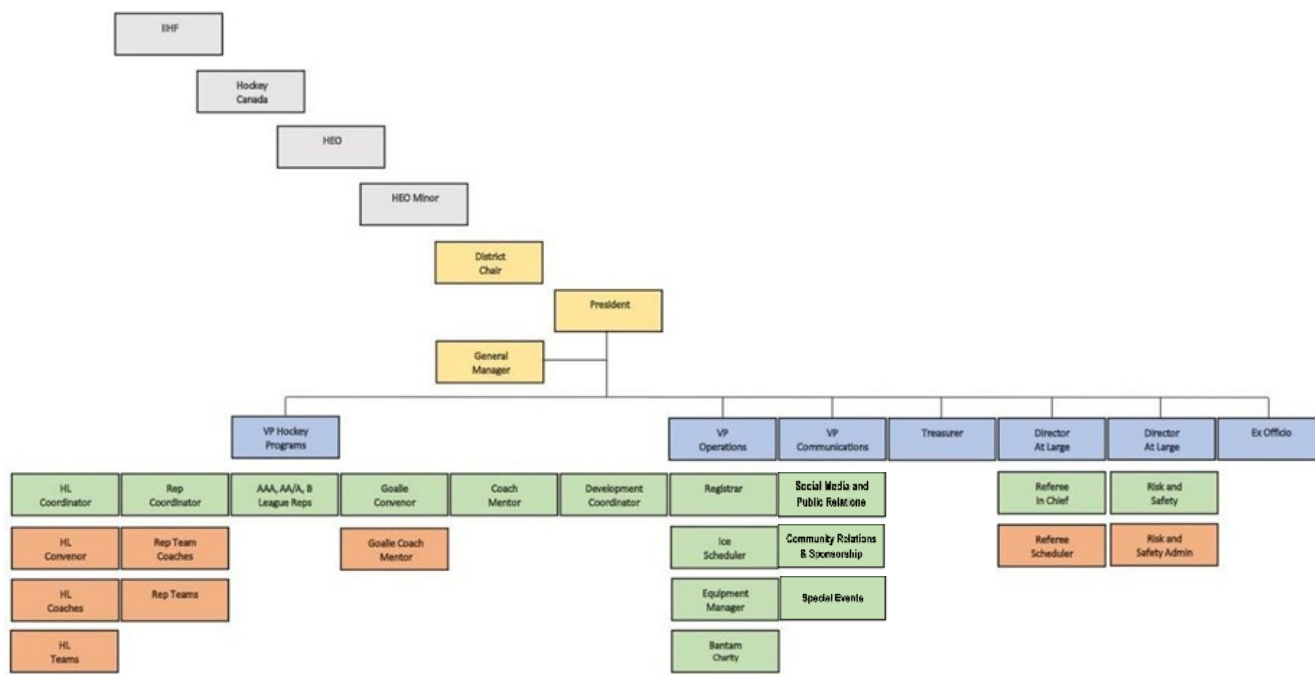 IIHF
Hockey
Canada
HEO
HEO Minor
District
Chair
President
General
Manager
VP Hockey
Programs
VP
Operations
VP
Communications
Treasurer
Director
At Large
Director
At Large
Ex Officio
HL
Coordinator
Rep
Coordinator
AAA, AA/A, B
League Reps
Goalie
Convenor
Coach
Mentor
Development
Coordinator
Registrar
Social Media and
Public Relations
Referee
In Chief
Risk and
Safety
HL
Convenor
Rep Team
Coaches
Goalie Coach
Mentor
Ice
Scheduler
Community Relations
& Sponsorship
Referee
Scheduler
Risk and
Safety Admin
HL
Coaches
Rep Teams
Equipment
Manager
Special Events
HL
Teams
Bantam
Charity